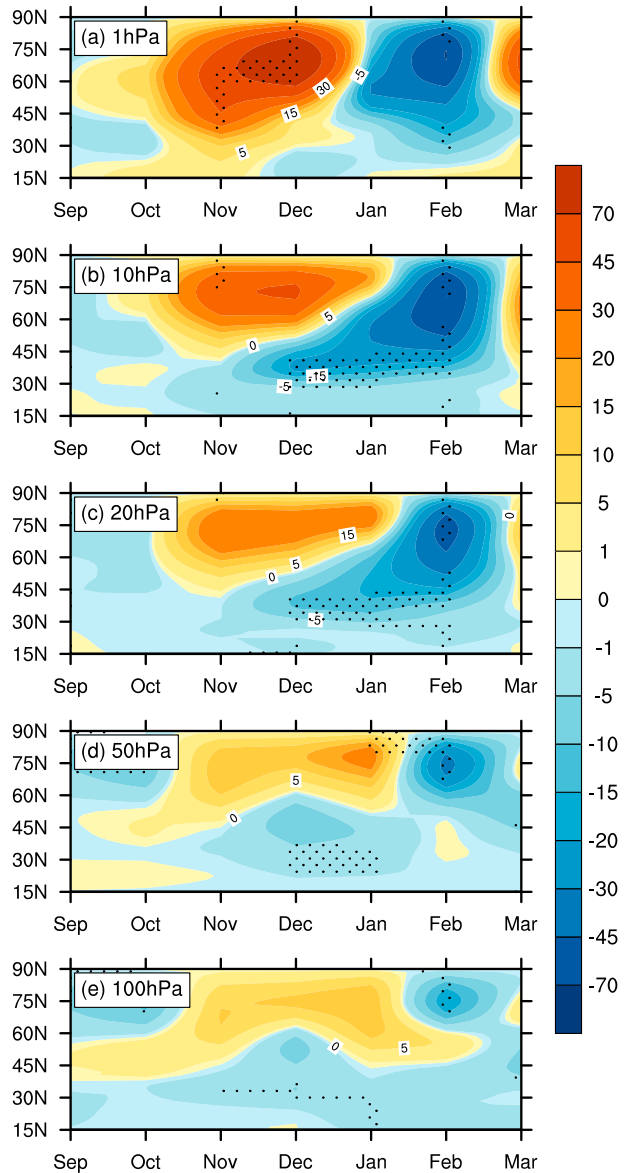 90N
(a) 1hPa
75N
60N
45N
30N
15N
-5
30
15
5
Sep Oct Nov Dec Jan Feb Mar
90N
(b) 10hPa
75N
60N
45N
30N
15N
5
0
-15
-5
Sep Oct Nov Dec Jan Feb Mar
90N
(c) 20hPa
75N
60N
45N
30N
15N
0
15
5
0
-5
Sep Oct Nov Dec Jan Feb Mar
90N
(d) 50hPa
75N
60N
45N
30N
15N
5
0
Sep Oct Nov Dec Jan Feb Mar
90N
(e) 100hPa
75N
60N
45N
30N
15N
0
5
Sep Oct Nov Dec Jan Feb Mar
70
45
30
20
15
10
5
1
0
-1
-5
-10
-15
-20
-30
-45
-70